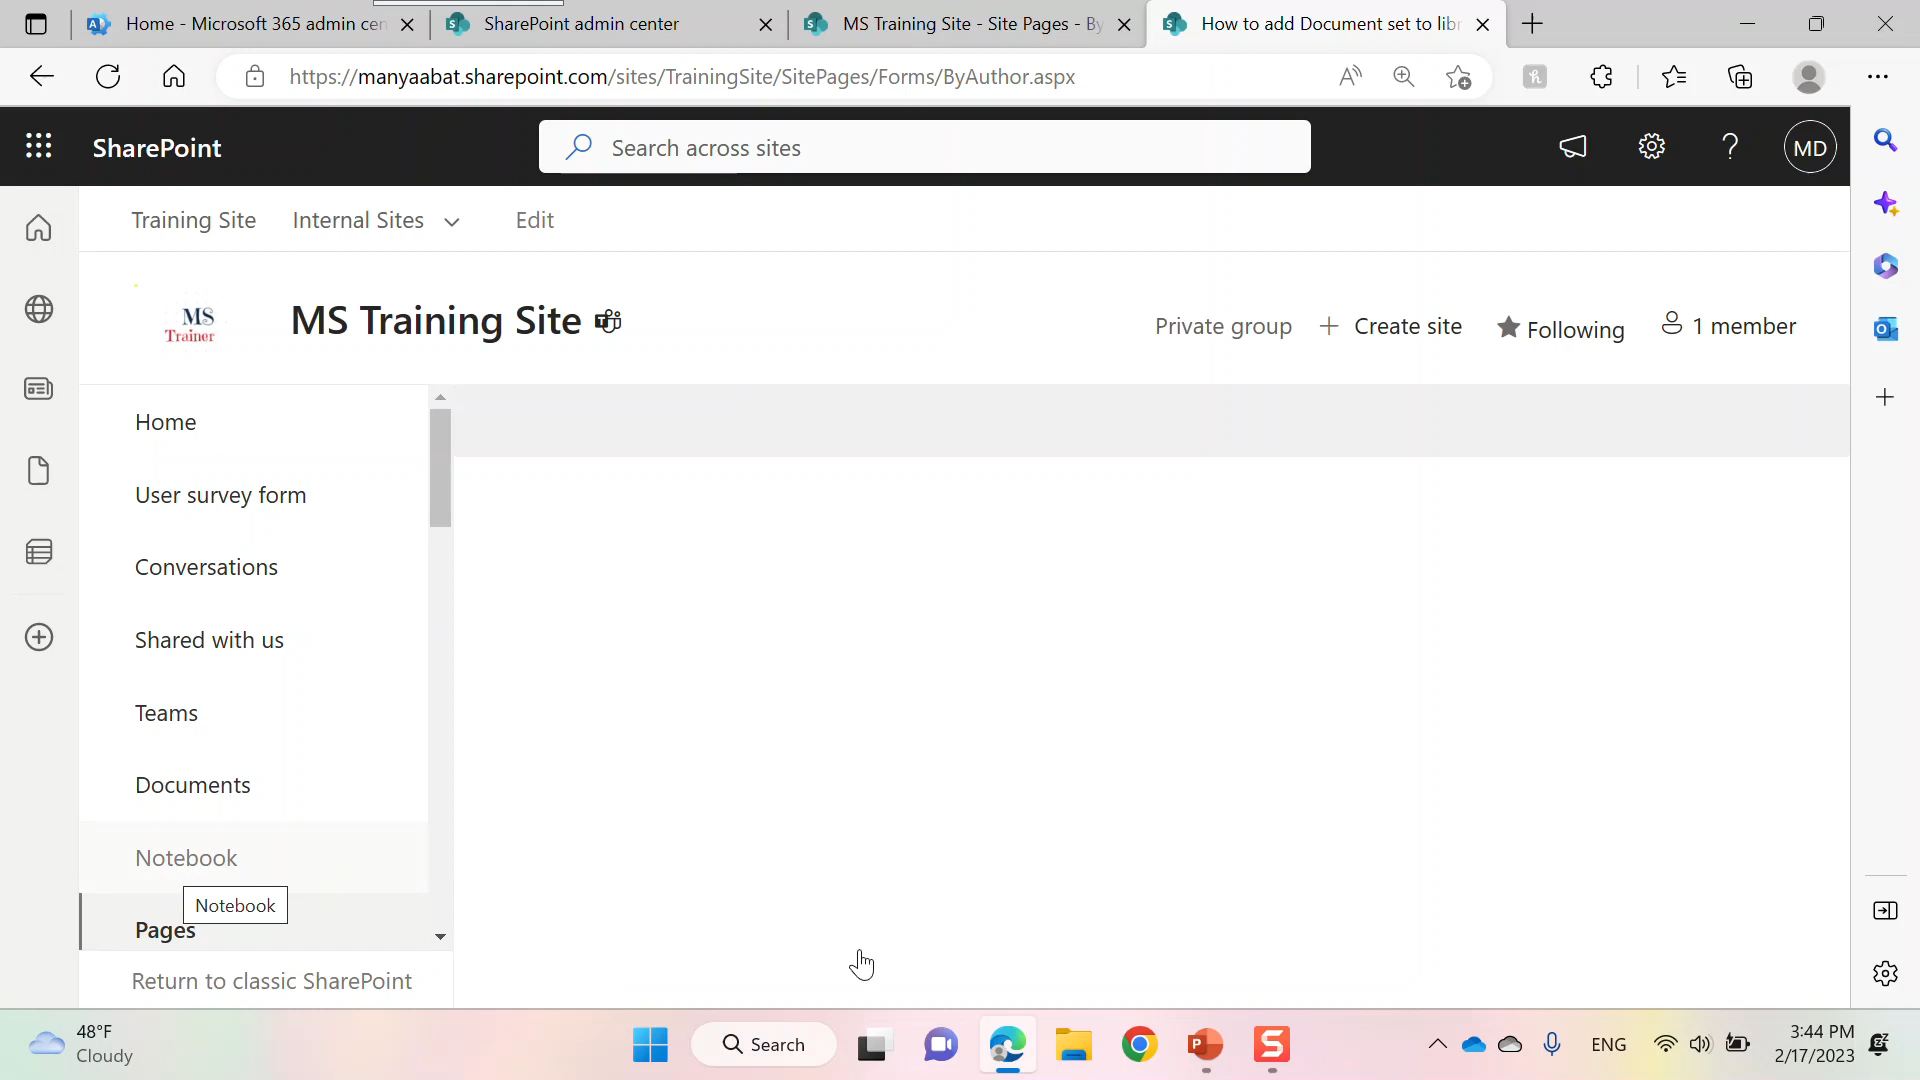 Home - Microsoft 365 admin cen
SharePoint admin center
MS Training Site - Site Pages - By
How to add Document set to libr
https://manyaabat.sharepoint.com/sites/TrainingSite/SitePages/Forms/ByAuthor.aspx
SharePoint
Search across sites
MD
Training Site
Internal Sites
Edit
MS
Trainer
MS Training Site
Private group
Create site
Following
1 member
Home
User survey form
Conversations
Shared with us
Teams
Documents
Notebook
Notebook
Pages
Return to classic SharePoint
48°F
Cloudy
Search
ENG
3:44 PM
2/17/2023